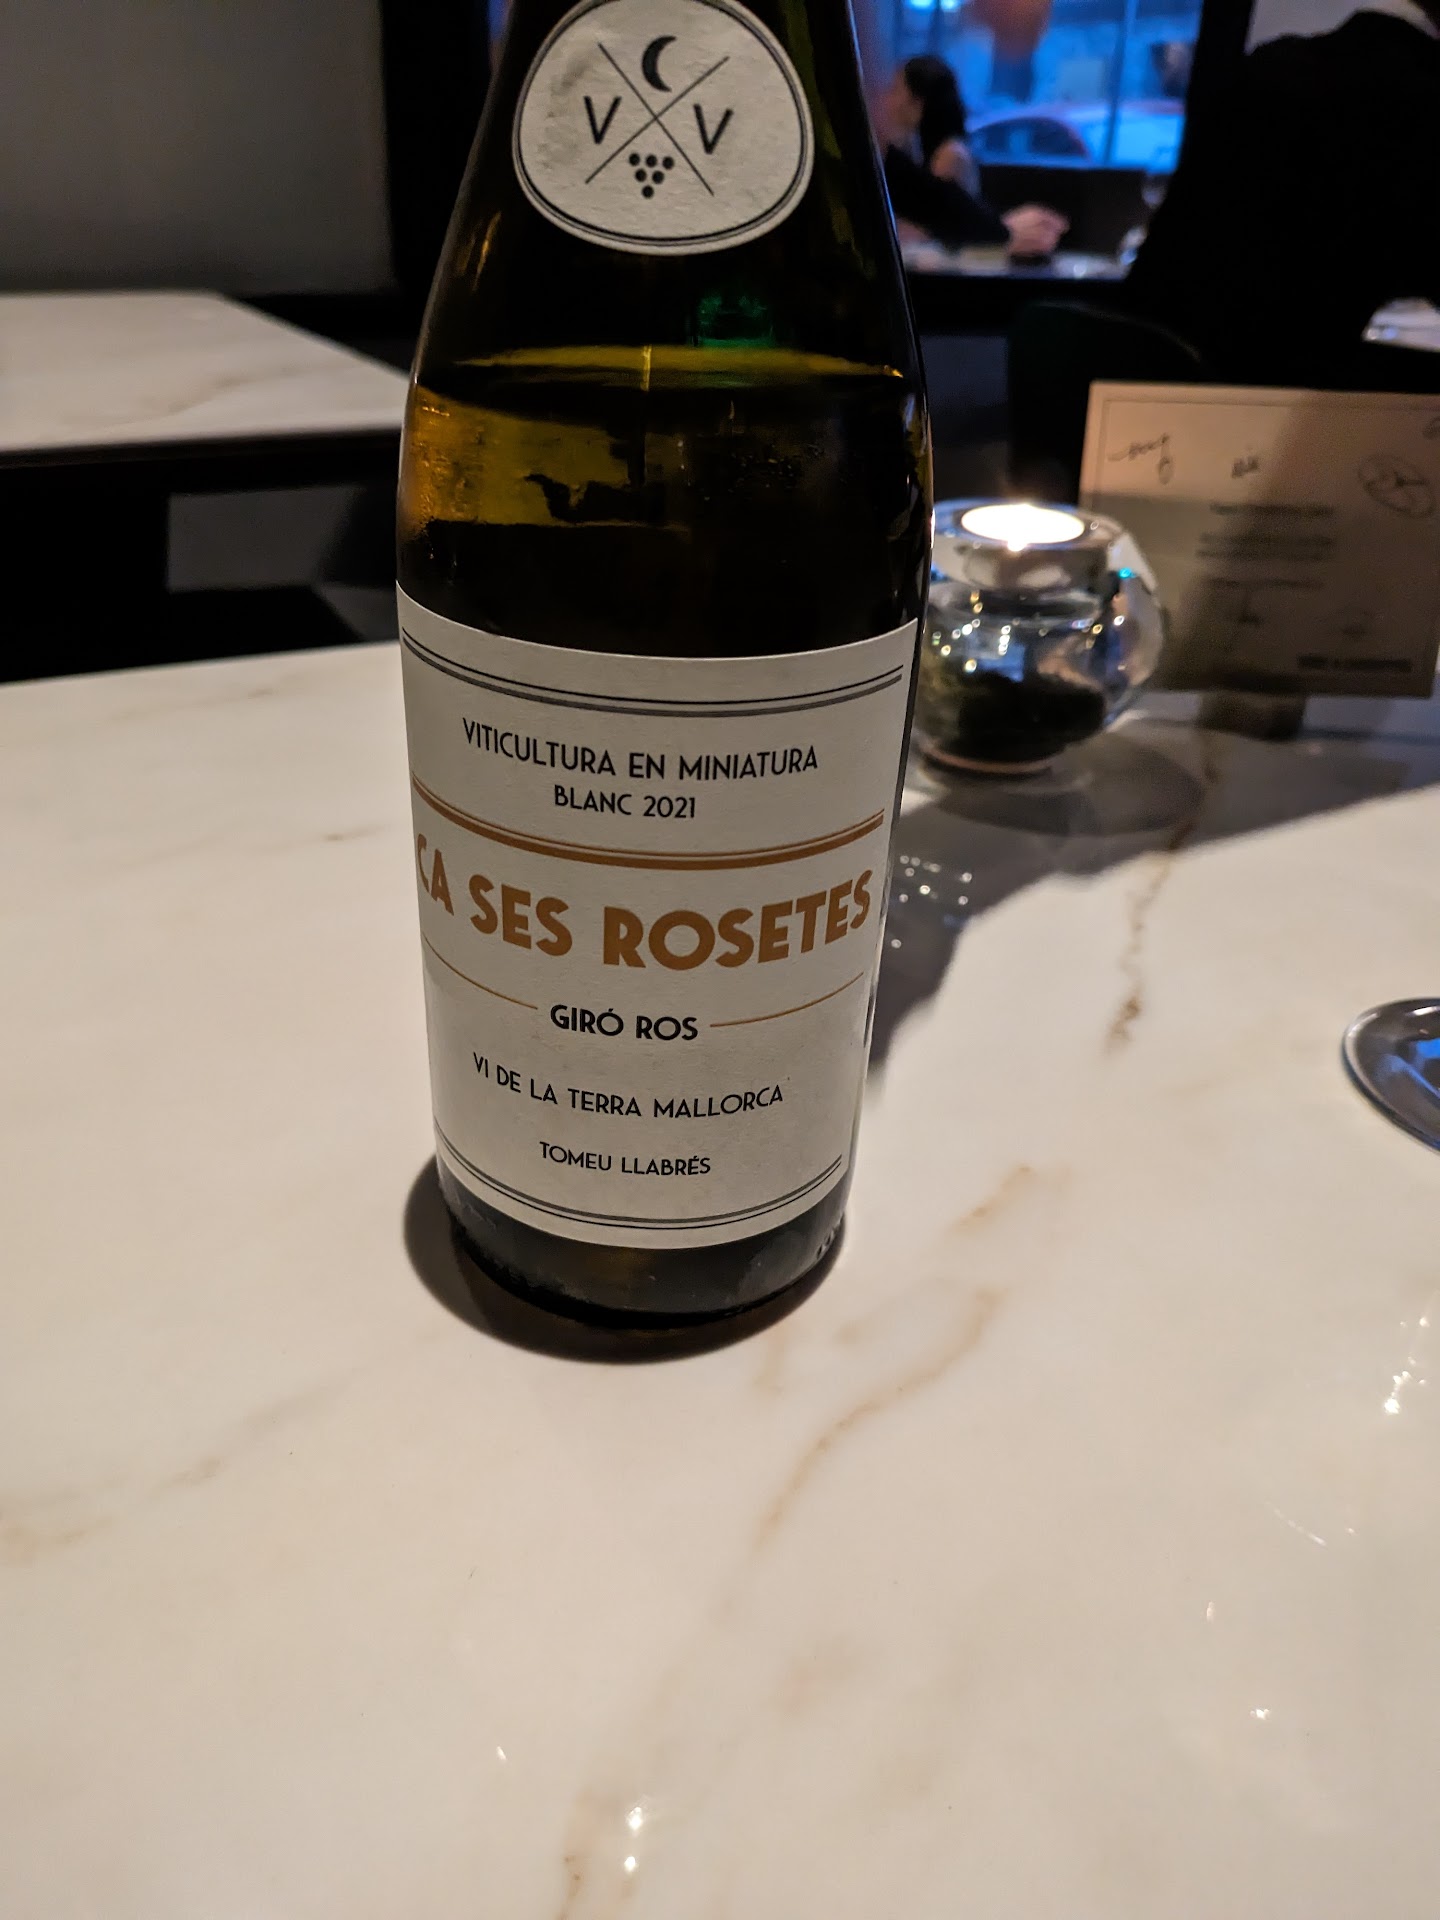 V V
VITICULTURA EN MINIATURA
BLANC 2021
CA SES ROSETES
GIRÓ ROS
VI DE LA TERRA MALLORCA
TOMEU LLABRÉS